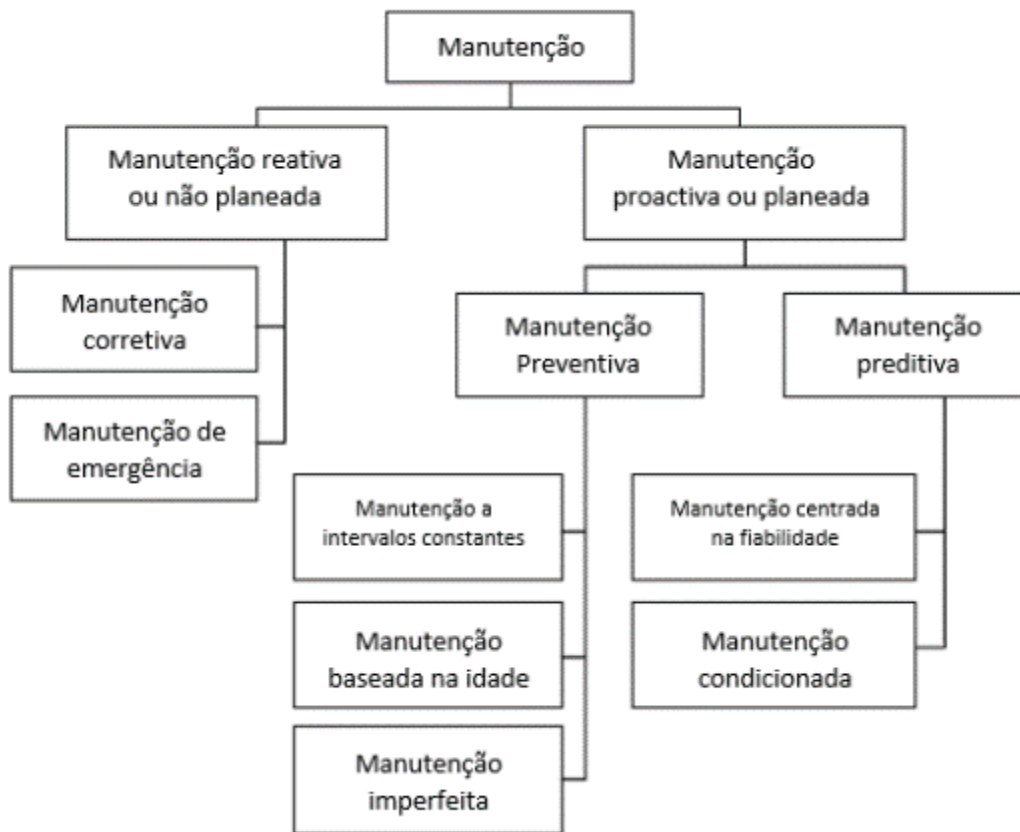 Manutenção
Manutenção reativa
ou não planeada
Manutenção
proactiva ou planeada
Manutenção
corretiva
Manutenção de
emergência
Manutenção
Preventiva
Manutenção
preditiva
Manutenção a
intervalos constantes
Manutenção
baseada na idade
Manutenção
imperfeita
Manutenção centrada
na fiabilidade
Manutenção
condicionada